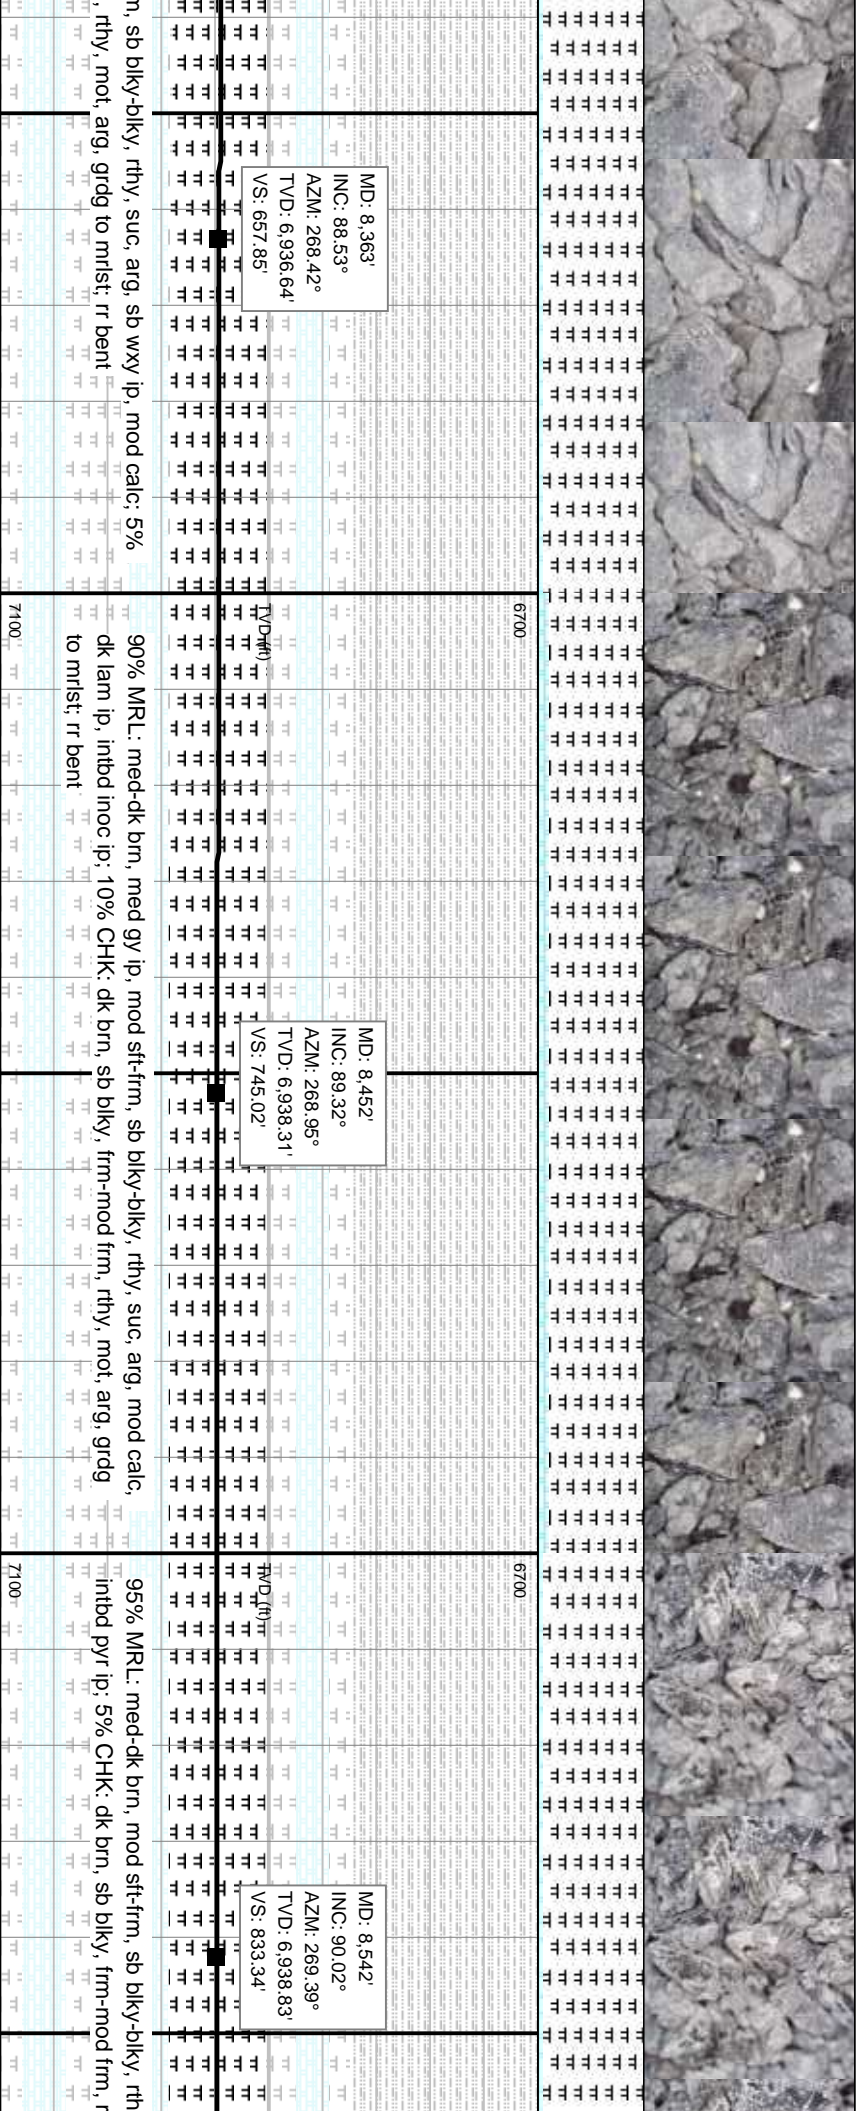 m, sb blky-blky, rthy, suc, arg, sb wxy ip, mod calc; 5%
, rthy, mot, arg, grdg to mrlst; rr bent
MD: 8,363'
INC: 88.53°
AZM: 268.42°
TVD: 6,936.64'
VS: 657.85'
6700
TVD (ft)
7100
90% MRL: med-dk brn, med gy ip, mod sft-frm, sb blky-blky, rthy, suc, arg, mod calc,
dk lam ip, intbd inoc ip; 10% CHK: dk brn, sb blky, frm-mod frm, rthy, mot, arg, grdg
to mrlst; rr bent
MD: 8,452'
INC: 89.32°
AZM: 268.95°
TVD: 6,938.31'
VS: 745.02'
6700
TVD (ft)
7100
95% MRL: med-dk brn, mod sft-frm, sb blky-blky, rth
intbd pyr ip; 5% CHK: dk brn, sb blky, frm-mod frm, r
MD: 8,542'
INC: 90.02°
AZM: 269.39°
TVD: 6,938.83'
VS: 833.34'